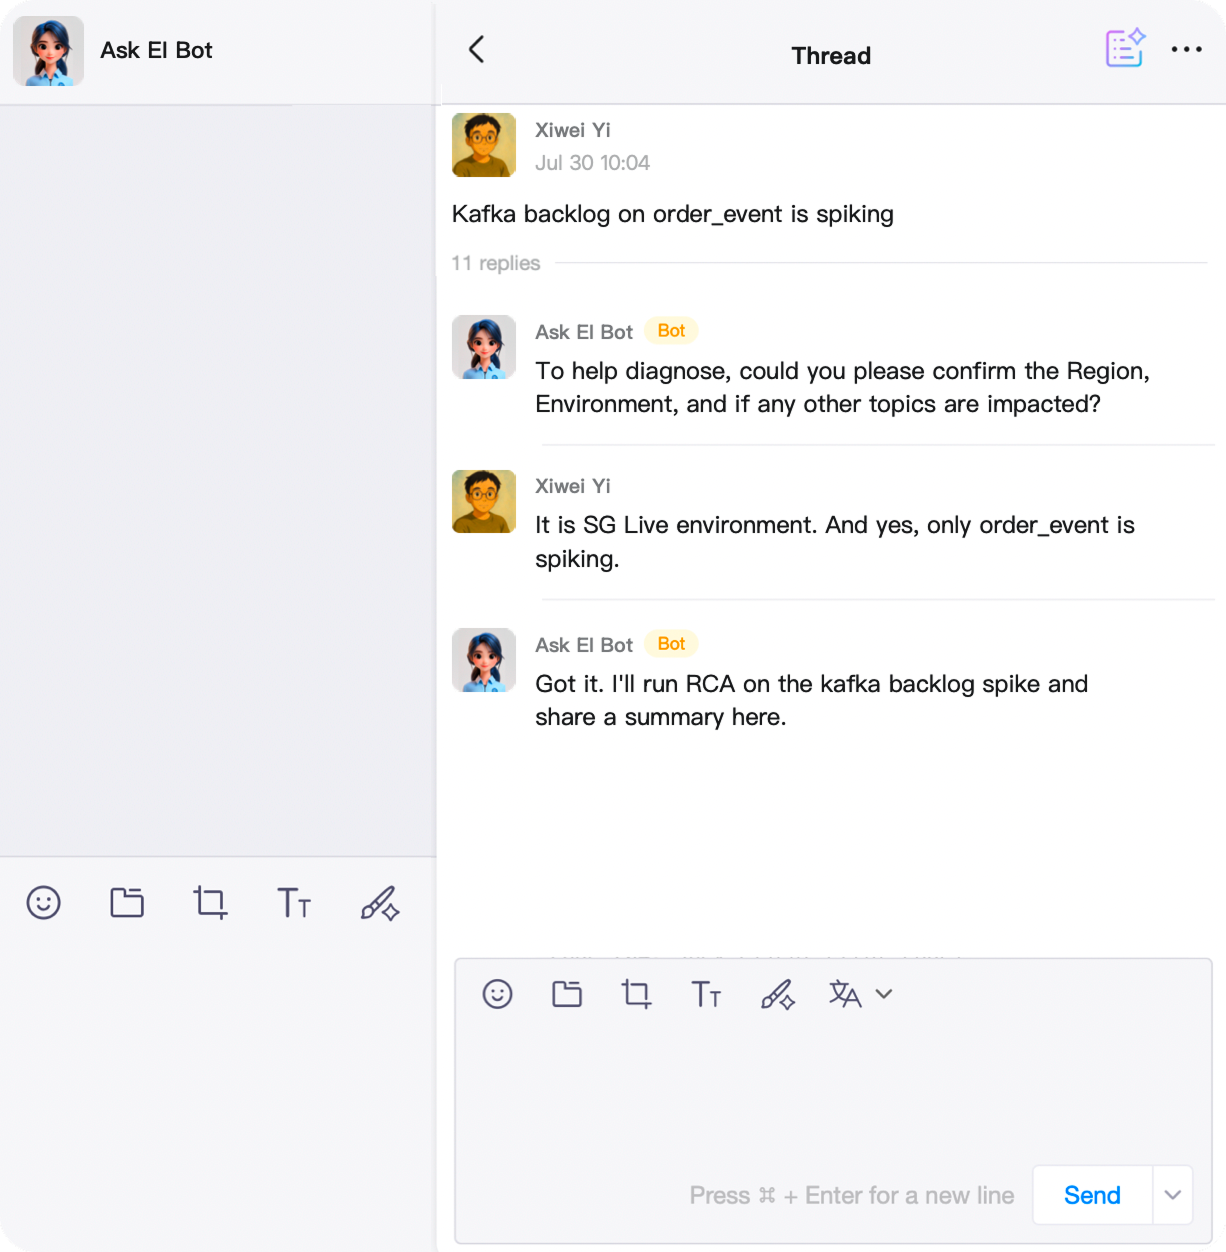 Ask EI Bot
Thread
Xiwei Yi
Jul 30 10:04
Kafka backlog on order_event is spiking
11 replies
Ask EI Bot Bot
To help diagnose, could you please confirm the Region,
Environment, and if any other topics are impacted?
Xiwei Yi
It is SG Live environment. And yes, only order_event is
spiking.
Ask EI Bot Bot
Got it. I'll run RCA on the kafka backlog spike and
share a summary here.
Press ⌘ + Enter for a new line
Send